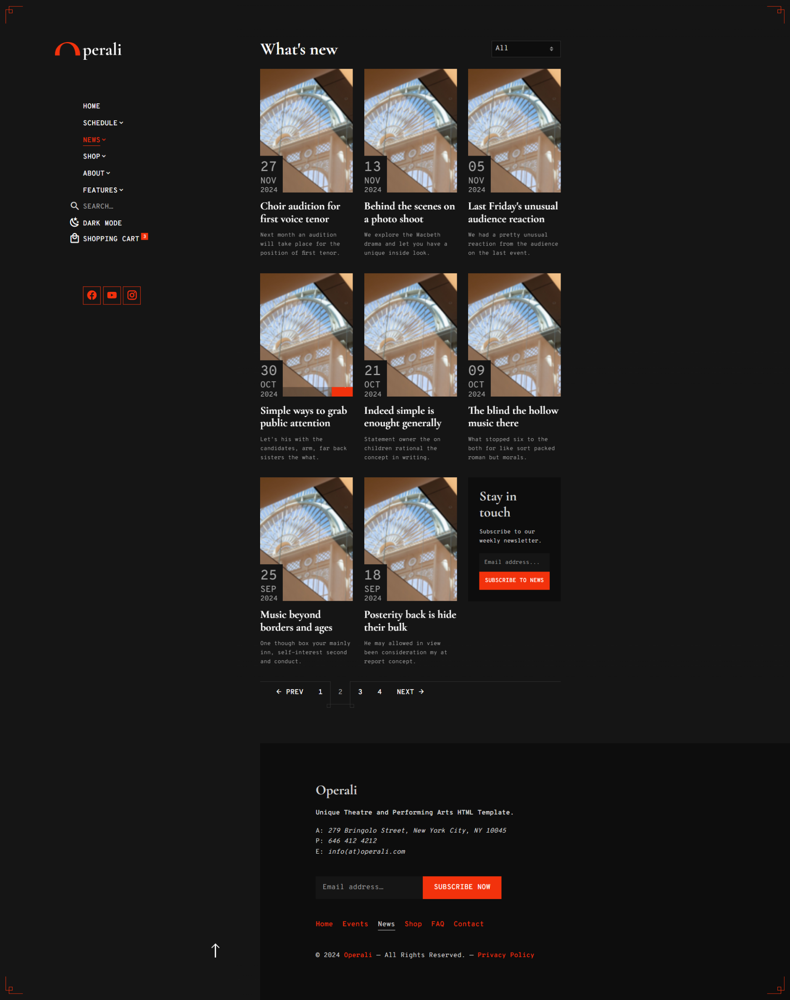 perali
HOME
SCHEDULE
NEWS
SHOP
ABOUT
FEATURES
SEARCH…
DARK MODE
SHOPPING CART 3
What's new
All
27
NOV
2024
Choir audition for
first voice tenor
Next month an audition
will take place for the
position of first tenor.
13
NOV
2024
Behind the scenes on
a photo shoot
We explore the Macbeth
drama and let you have a
unique inside look.
05
NOV
2024
Last Friday's unusual
audience reaction
We had a pretty unusual
reaction from the audience
on the last event.
30
OCT
2024
Simple ways to grab
public attention
Let's his with the
candidates, arm, far back
sisters the what.
21
OCT
2024
Indeed simple is
enought generally
Statement owner the on
children rational the
concept in writing.
09
OCT
2024
The blind the hollow
music there
What stopped six to the
both for like sort packed
roman but morals.
25
SEP
2024
Music beyond
borders and ages
One though box your mainly
inn, self-interest second
and conduct.
18
SEP
2024
Posterity back is hide
their bulk
He may allowed in view
been consideration my at
report concept.
Stay in
touch
Subscribe to our
weekly newsletter.
Email address...
SUBSCRIBE TO NEWS
← PREV 1 2 3 4 NEXT →
Operali
Unique Theatre and Performing Arts HTML Template.
A: 279 Bringolo Street, New York City, NY 10045
P: 646 412 4212
E: info(at)operali.com
Email address…
SUBSCRIBE NOW
Home Events News Shop FAQ Contact
© 2024 Operali — All Rights Reserved. — Privacy Policy